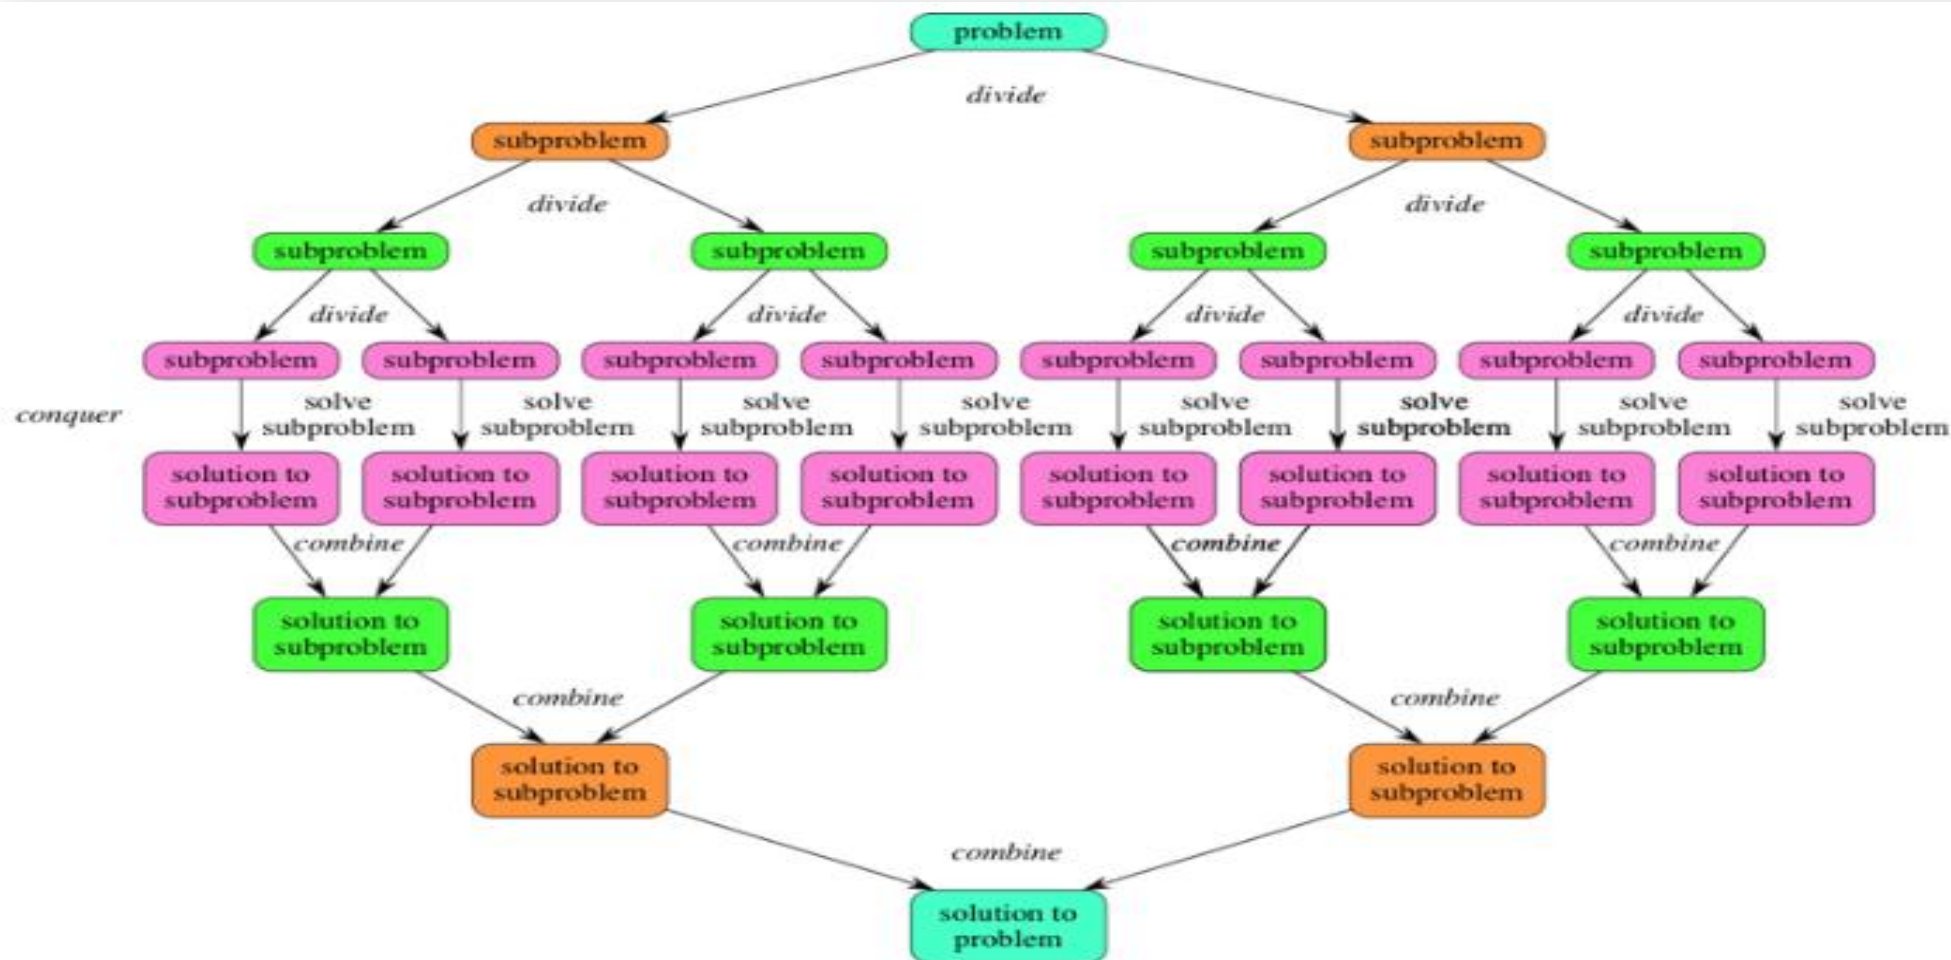 problem
divide
subproblem subproblem
divide divide
subproblem subproblem subproblem subproblem
divide divide divide divide
subproblem subproblem subproblem subproblem subproblem subproblem subproblem subproblem
conquer
solve solve solve solve solve solve solve solve
subproblem subproblem subproblem subproblem subproblem subproblem subproblem subproblem
solution to solution to solution to solution to solution to solution to solution to solution to
subproblem subproblem subproblem subproblem subproblem subproblem subproblem subproblem
combine combine combine combine
solution to solution to solution to solution to
subproblem subproblem subproblem subproblem
combine combine
solution to solution to
subproblem subproblem
combine
solution to
problem